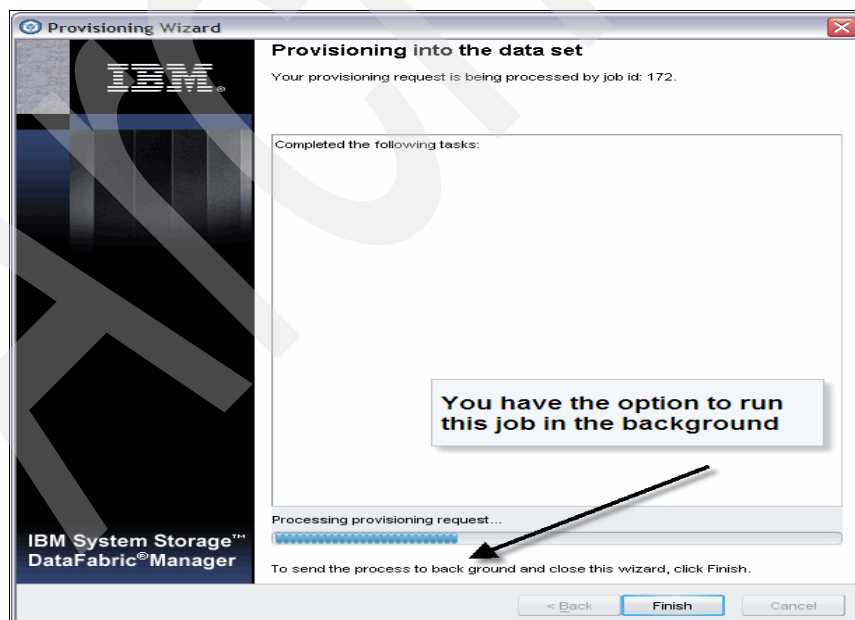 Provisioning Wizard
Provisioning into the data set
IBM®
Your provisioning request is being processed by job id: 172.
Completed the following tasks:
You have the option to run
this job in the background
Processing provisioning request...
IBM System Storage™
DataFabric®Manager
To send the process to back ground and close this wizard, click Finish.
< Back
Finish
Cancel